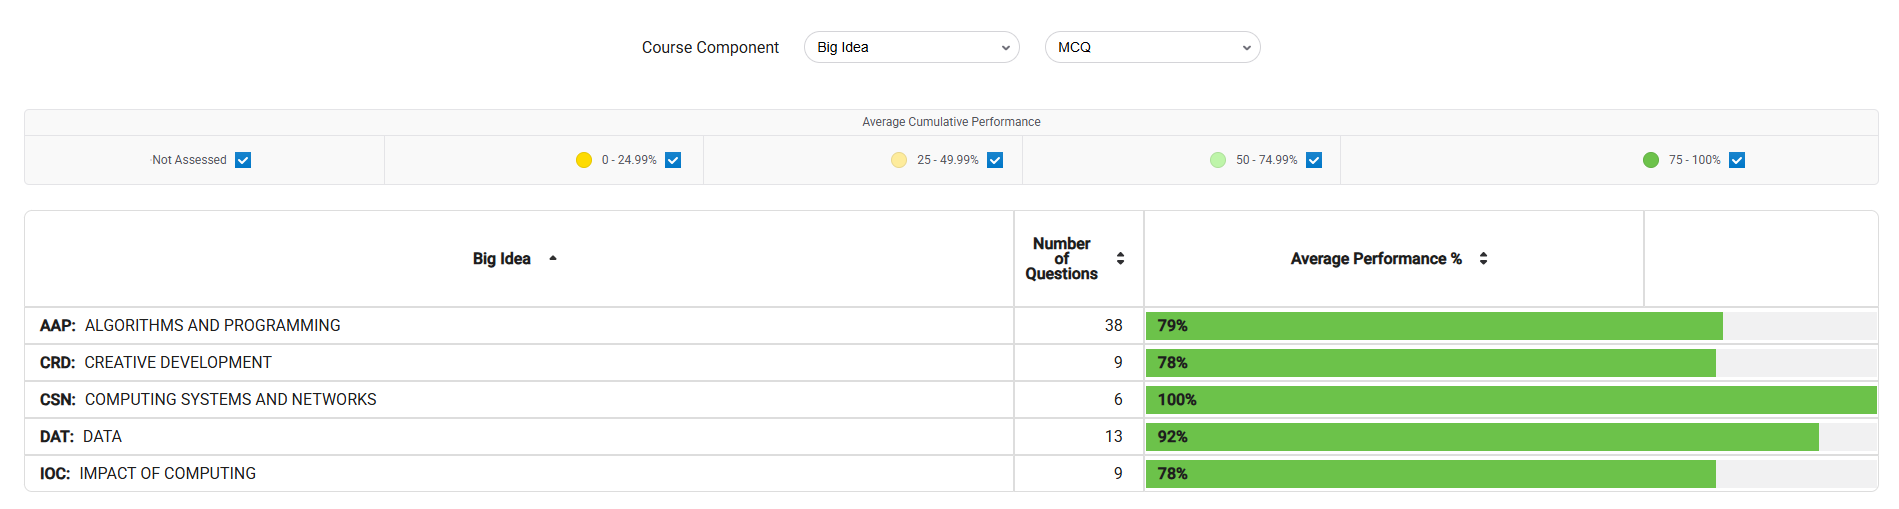 Course Component Big Idea MCQ
Average Cumulative Performance
Not Assessed 0 - 24.99% 25 - 49.99% 50 - 74.99% 75 - 100%
Big Idea Number of Questions Average Performance %
AAP: ALGORITHMS AND PROGRAMMING 38 79%
CRD: CREATIVE DEVELOPMENT 9 78%
CSN: COMPUTING SYSTEMS AND NETWORKS 6 100%
DAT: DATA 13 92%
IOC: IMPACT OF COMPUTING 9 78%